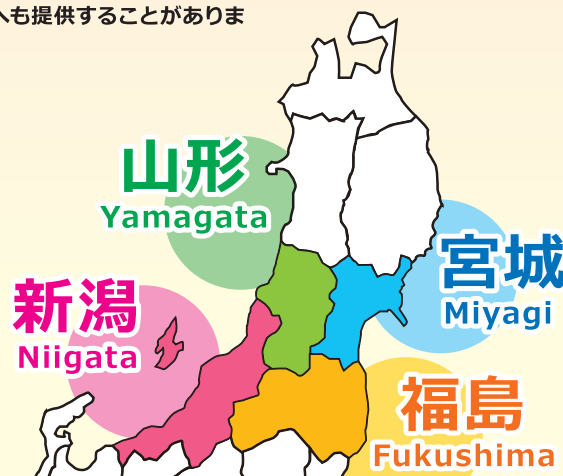 へも提供することがありま
山形
Yamagata
宮城
Miyagi
新潟
Niigata
福島
Fukushima